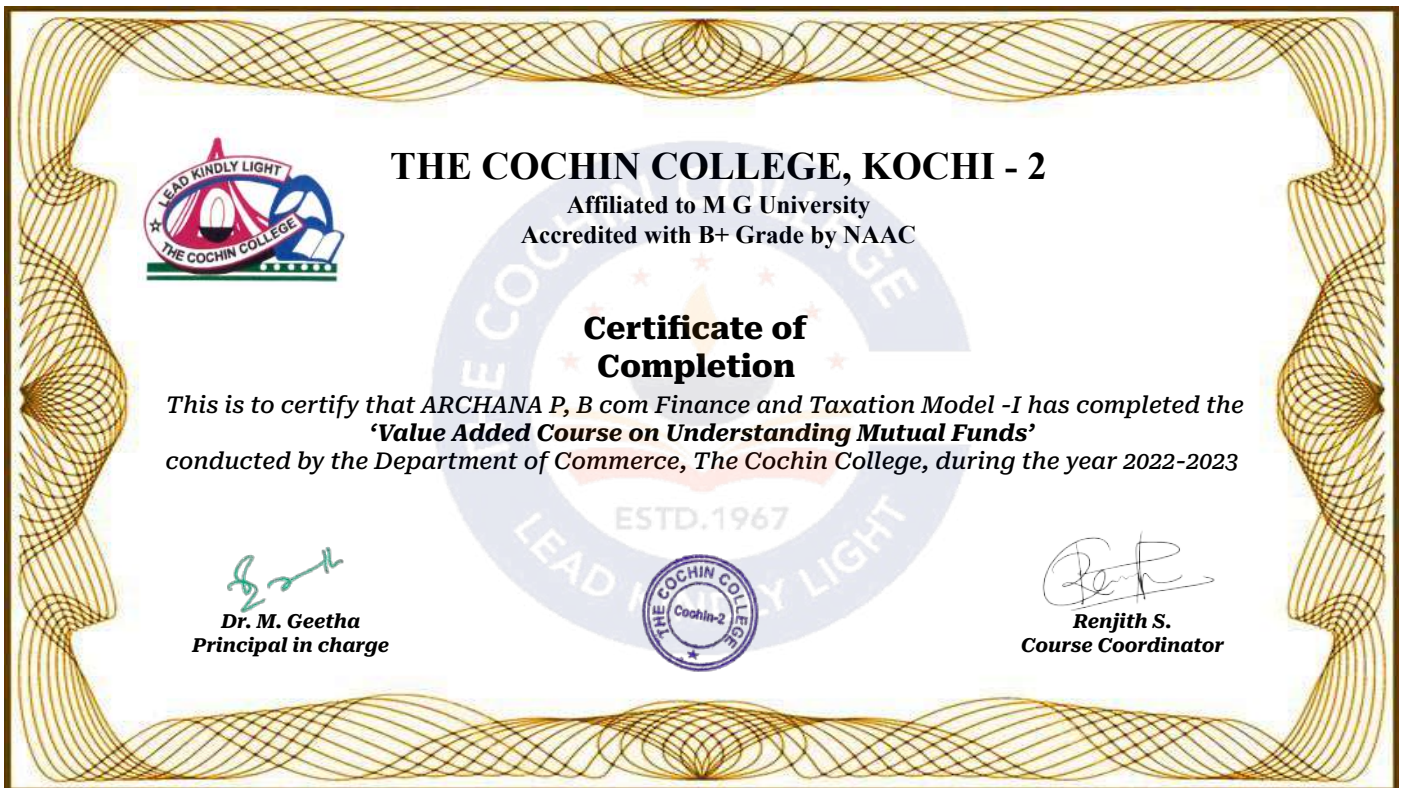 LEAD KINDLY LIGHT
THE COCHIN COLLEGE
THE COCHIN COLLEGE, KOCHI - 2
Affiliated to M G University
Accredited with B+ Grade by NAAC
THE COCHIN COLLEGE
Certificate of
Completion
This is to certify that ARCHANA P, B com Finance and Taxation Model -I has completed the
‘Value Added Course on Understanding Mutual Funds’
conducted by the Department of Commerce, The Cochin College, during the year 2022-2023
ESTD.1967
LEAD KINDLY LIGHT
THE COCHIN COLLEGE
Cochin-2
Dr. M. Geetha
Principal in charge
Renjith S.
Course Coordinator